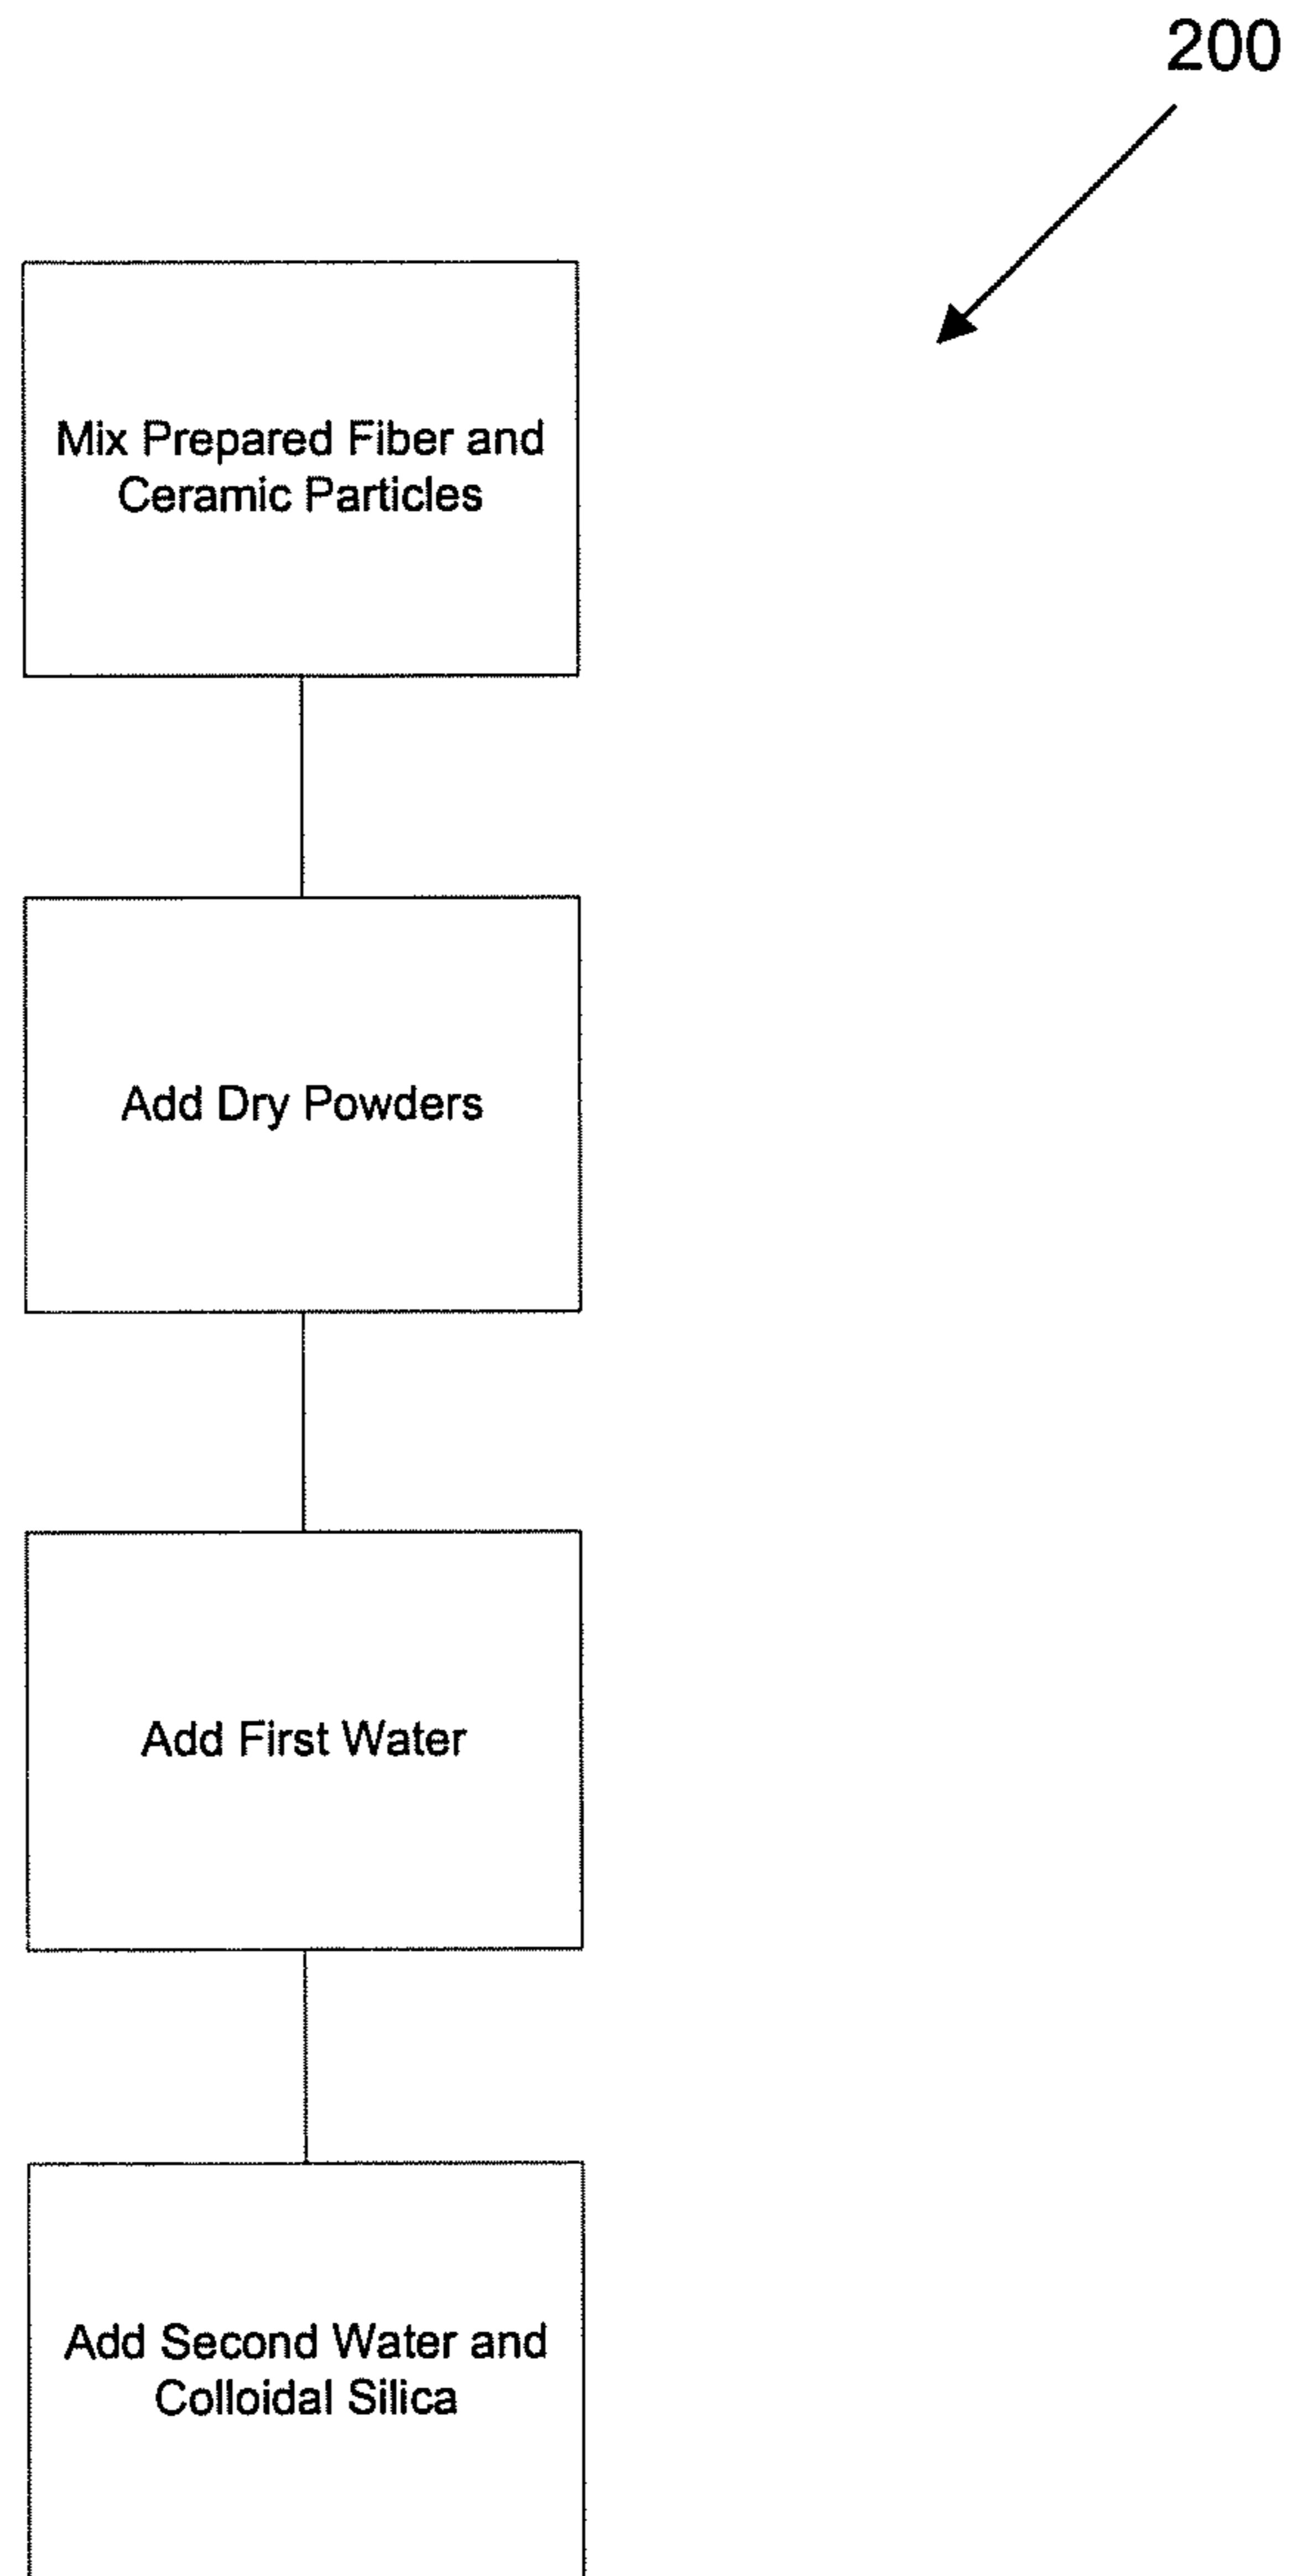 200
Mix Prepared Fiber and
Ceramic Particles
Add Dry Powders
Add First Water
Add Second Water and
Colloidal Silica